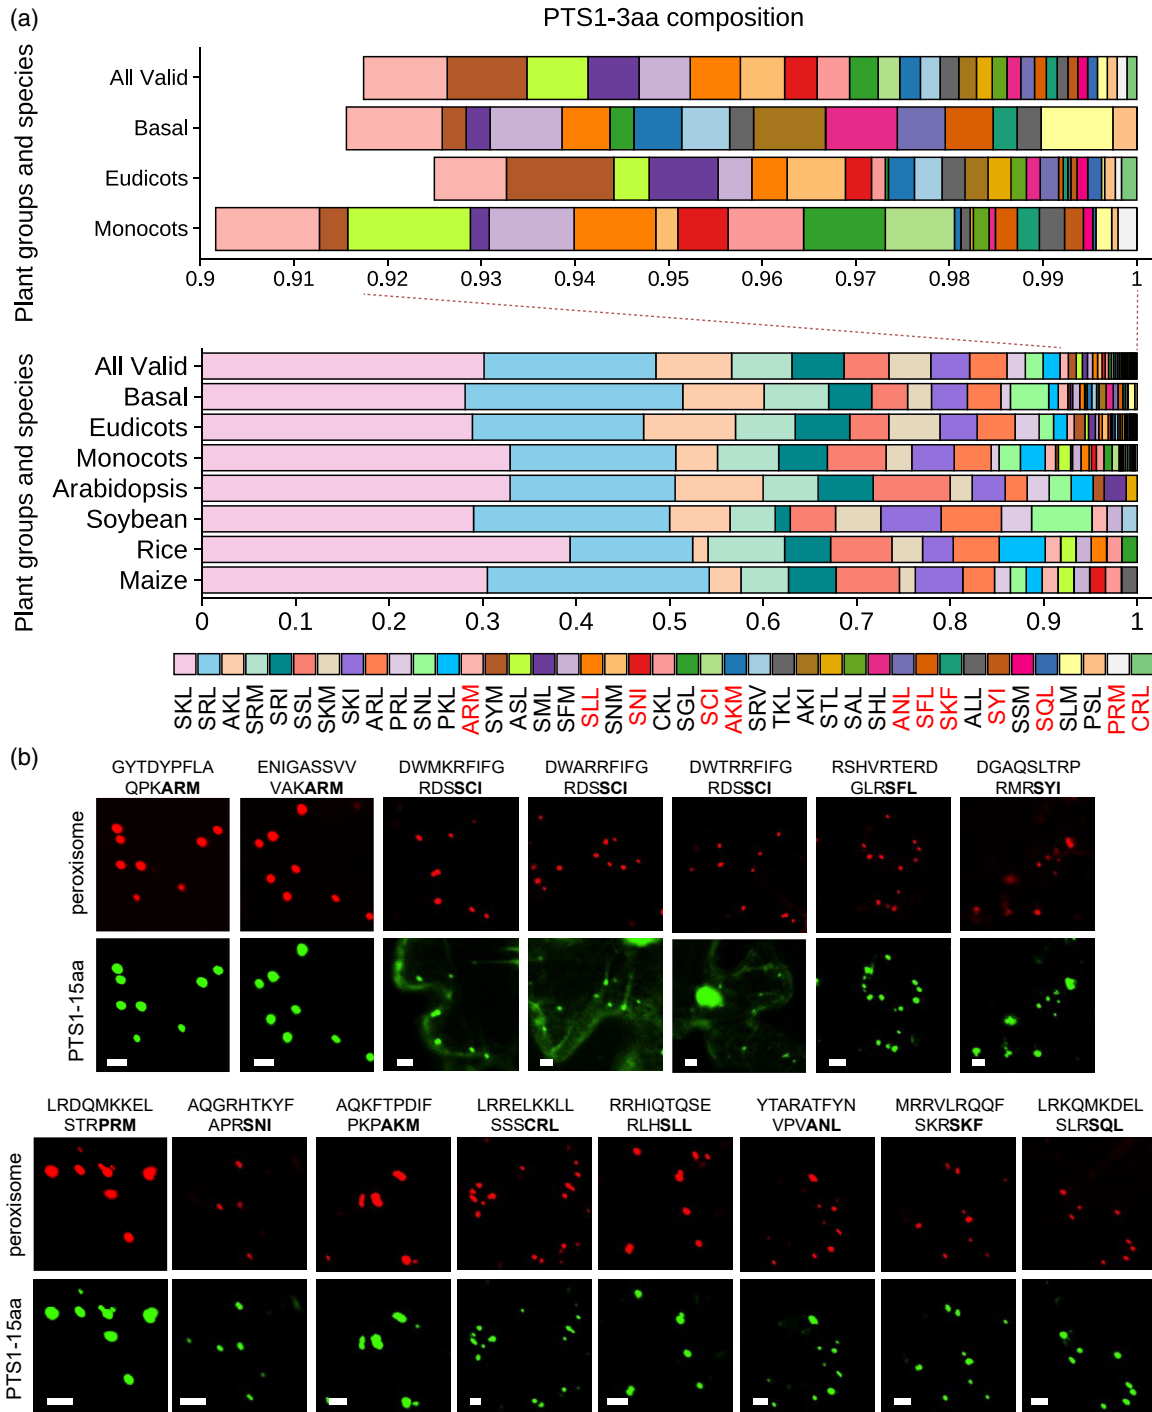 (a)
PTS1-3aa composition
Plant groups and species
All Valid
Basal
Eudicots
Monocots
0.9 0.91 0.92 0.93 0.94 0.95 0.96 0.97 0.98 0.99 1
Plant groups and species
All Valid
Basal
Eudicots
Monocots
Arabidopsis
Soybean
Rice
Maize
0 0.1 0.2 0.3 0.4 0.5 0.6 0.7 0.8 0.9 1
SKL SRL AKL SRM SRI SSL SKM SKI ARL PRL SNL PKL ARM SYM ASL SML SFM SLL SNM SNI CKL SGL SCI AKM SRV TKL AKI STL SAL SHL ANL SFL SKF ALL SYI SSM SQL SLM PSL PRM CRL
(b)
GYTDYPFLA ENIGASSVV DWMKRFIFG DWARRFIFG DWTRRFIFG RSHVRTERD DGAQSLTRP
QPKARM VAKARM RDSSCI RDSSCI RDSSCI GLRSFL RMRSYI
peroxisome
PTS1-15aa
LRDQMKKEL AQGRHTKYF AQKFTPDIF LRRELKKLL RRHIQTQSE YTARATFYN MRRVLRQQF LRKQMKDEL
STRPRM APRSNI PKPAKM SSSCRL RLHSLL VPVANL SKRSKF SLRSQL
peroxisome
PTS1-15aa